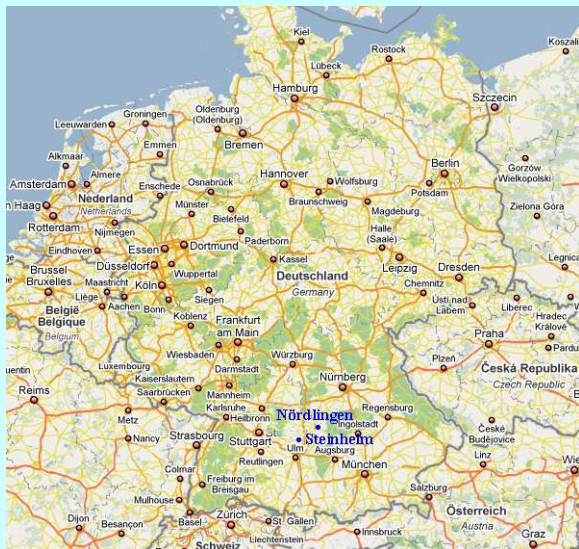 Kiel
Koszali
Rostock
Lübeck
Hamburg
Szczecin
Groningen
Leeuwarden
Oldenburg
(Oldenburg)
Bremen
Emmen
Alkmaar
Almere
Amsterdam
Nederland
Netherlands
Enschede
Osnabrück
Hannover
Wolfsburg
Berlin
Potsdam
Gorzów
Wielkopolski
Zielona Góra
en Haag
Rotterdam
Nijmegen
Münster
Bielefeld
Braunschweig
Magdeburg
Paderborn
Halle
(Saale)
Eindhoven
Essen
Dortmund
Düsseldorf
Wuppertal
Kassel
Leipzig
Dresden
Legnica
Brussel
Bruxelles
Maastricht
Köln
Deutschland
Germany
Chemnitz
Siegen
Liège
Aachen
Bonn
België
Belgique
Belgium
Koblenz
Ústí nad
Labem
Liberec
Hradec
Králové
Frankfurt
am Main
Praha
Pardu
Wiesbaden
Würzburg
Plzeň
Česká Republika
Czech Republic
Luxembourg
Darmstadt
uentin
Kaiserslautern
Mannheim
Nürnberg
Reims
Saarbrücken
Metz
Karlsruhe
Heilbronn
Nördlingen
Regensburg
České
Budějovice
Nancy
Strasbourg
Stuttgart
Ingolstadt
Steinheim
Reutlingen
Ulm
Augsburg
München
Linz
Wie
Colmar
Freiburg im
Breisgau
Mulhouse
Salzburg
Österreich
Austria
Dijon
Besançon
Basel
Zürich
St. Gallen
Liechtenstein
Innsbruck
Graz
Schweiz